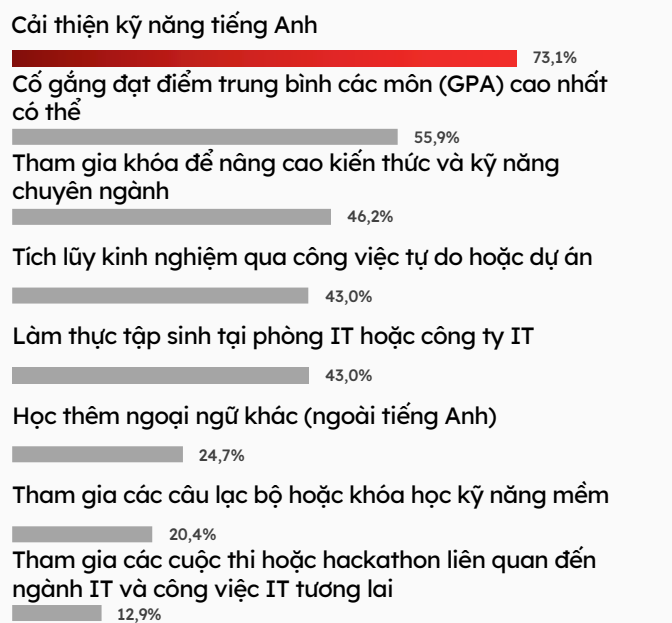 Cải thiện kỹ năng tiếng Anh
73,1%
Cố gắng đạt điểm trung bình các môn (GPA) cao nhất
có thể
55,9%
Tham gia khóa để nâng cao kiến thức và kỹ năng
chuyên ngành
46,2%
Tích lũy kinh nghiệm qua công việc tự do hoặc dự án
43,0%
Làm thực tập sinh tại phòng IT hoặc công ty IT
43,0%
Học thêm ngoại ngữ khác (ngoài tiếng Anh)
24,7%
Tham gia các câu lạc bộ hoặc khóa học kỹ năng mềm
20,4%
Tham gia các cuộc thi hoặc hackathon liên quan đến
ngành IT và công việc IT tương lai
12,9%